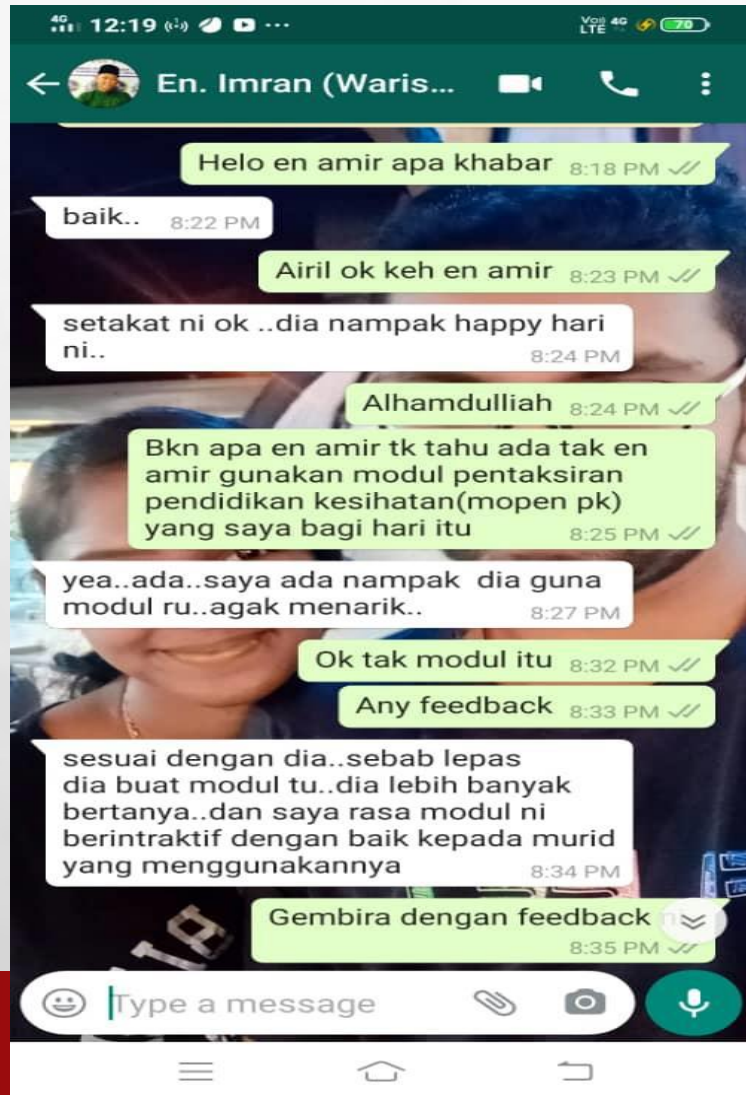 4G 12:19 ...
Voo) 4G 70
LTE
En. Imran (Waris...
Helo en amir apa khabar 8:18 PM
baik.. 8:22 PM
Airil ok keh en amir 8:23 PM
setakat ni ok ..dia nampak happy hari
ni.. 8:24 PM
Alhamdulliah 8:24 PM
Bkn apa en amir tk tahu ada tak en
amir gunakan modul pentaksiran
pendidikan kesihatan(mopen pk)
yang saya bagi hari itu 8:25 PM
yea..ada..saya ada nampak dia guna
modul ru..agak menarik.. 8:27 PM
Ok tak modul itu 8:32 PM
Any feedback 8:33 PM
sesuai dengan dia..sebab lepas
dia buat modul tu..dia lebih banyak
bertanya..dan saya rasa modul ni
berintraktif dengan baik kepada murid
yang menggunakannya 8:34 PM
Gembira dengan feedback
8:35 PM
Type a message